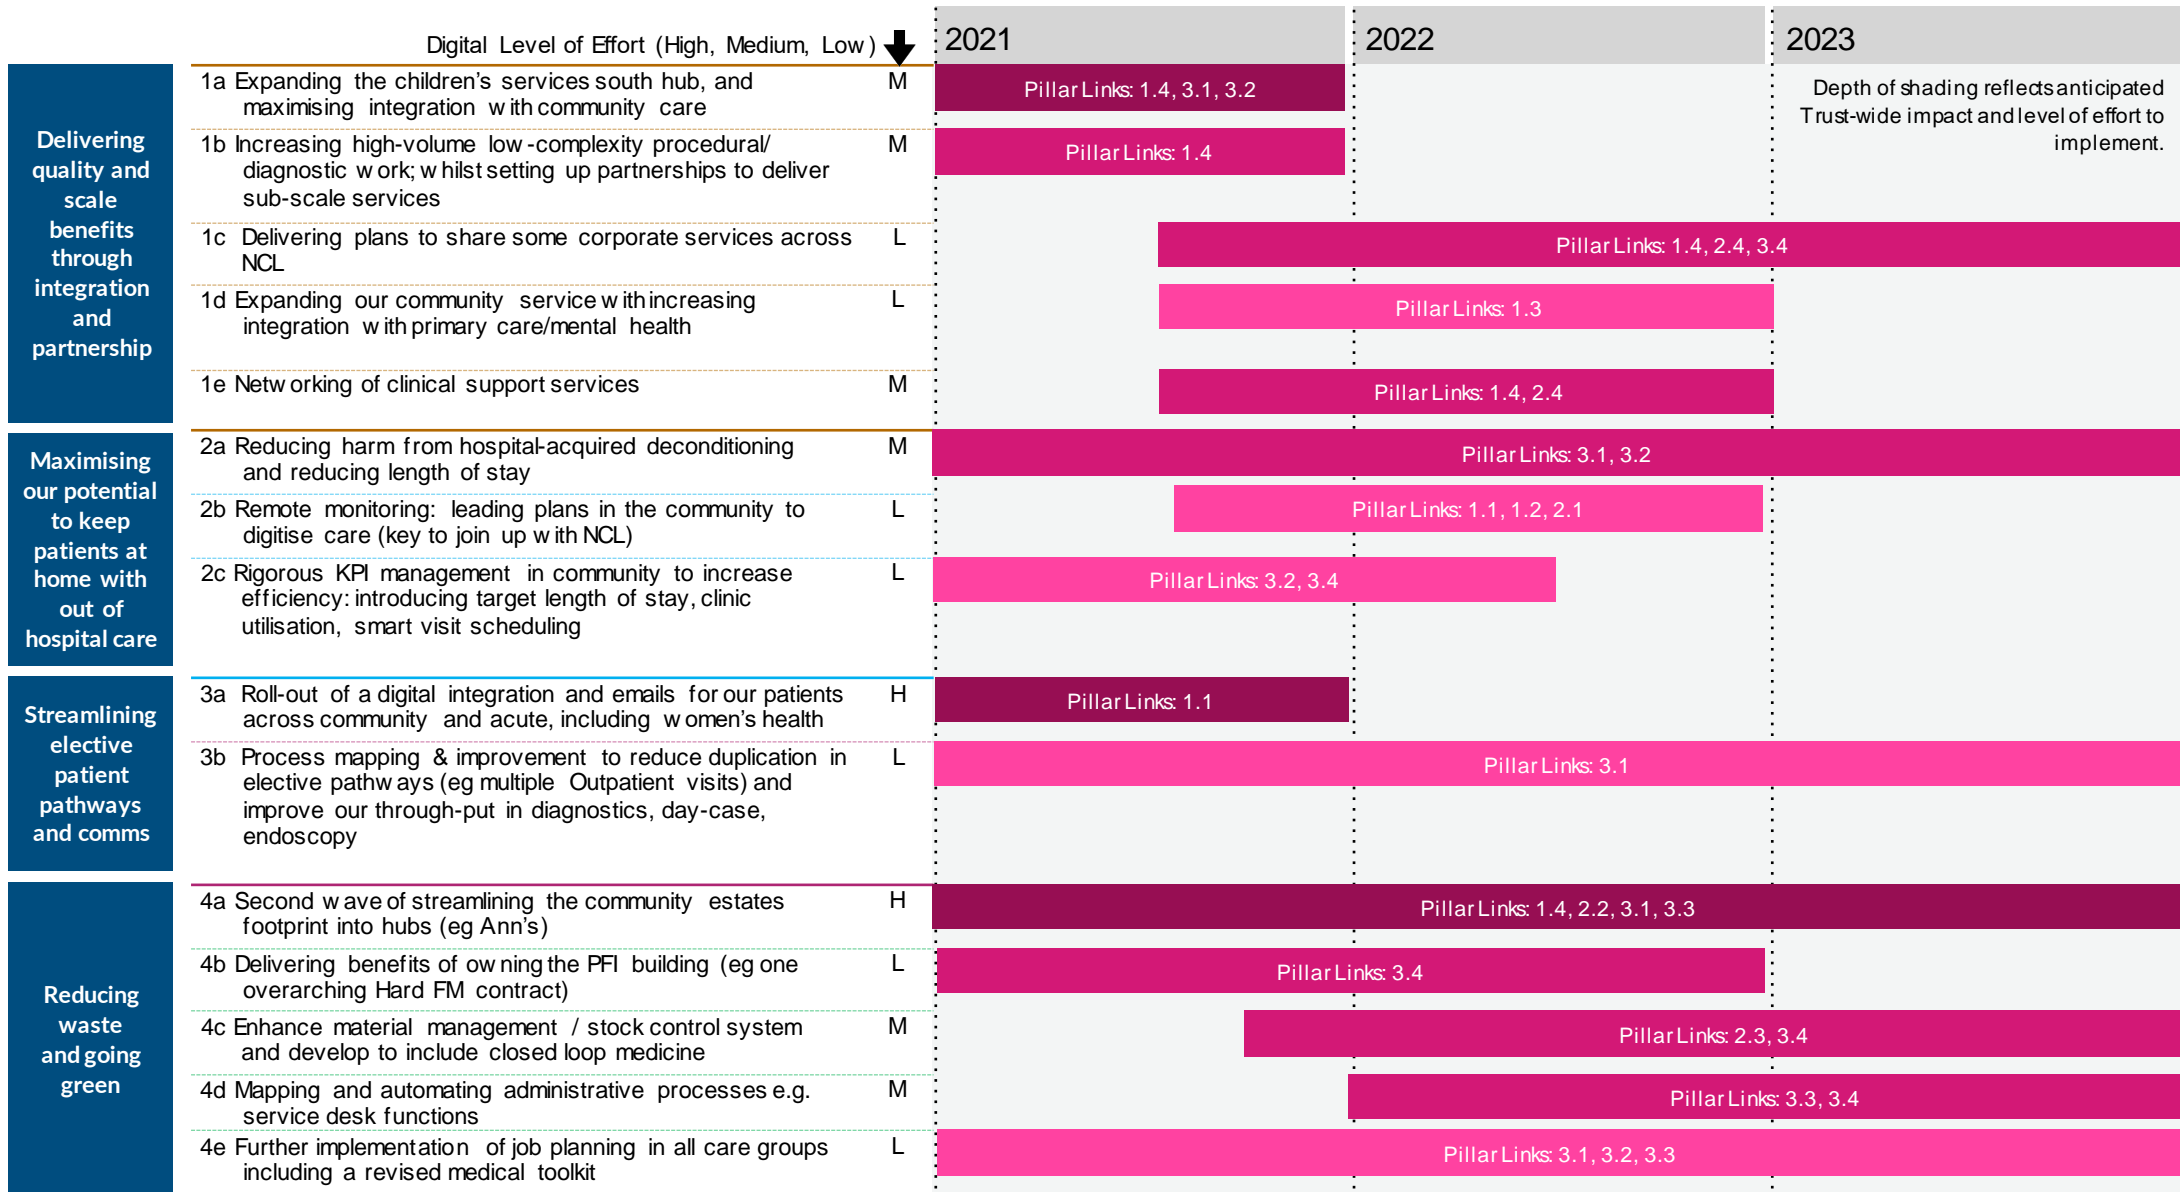 Digital Level of Effort (High, Medium, Low)
2021
2022
2023
Depth of shading reflects anticipated
Trust-wide impact and level of effort to
implement.
Delivering
quality and
scale
benefits
through
integration
and
partnership
1a Expanding the children's services south hub, and
maximising integration with community care
M
Pillar Links: 1.4, 3.1, 3.2
1b Increasing high-volume low-complexity procedural/
diagnostic work; whilst setting up partnerships to deliver
sub-scale services
M
Pillar Links: 1.4
1c Delivering plans to share some corporate services across
NCL
L
Pillar Links: 1.4, 2.4, 3.4
1d Expanding our community service with increasing
integration with primary care/mental health
L
Pillar Links: 1.3
1e Networking of clinical support services
M
Pillar Links: 1.4, 2.4
Maximising
our potential
to keep
patients at
home with
out of
hospital care
2a Reducing harm from hospital-acquired deconditioning
and reducing length of stay
M
Pillar Links: 3.1, 3.2
2b Remote monitoring: leading plans in the community to
digitise care (key to join up with NCL)
L
Pillar Links: 1.1, 1.2, 2.1
2c Rigorous KPI management in community to increase
efficiency: introducing target length of stay, clinic
utilisation, smart visit scheduling
L
Pillar Links: 3.2, 3.4
Streamlining
elective
patient
pathways
and comms
3a Roll-out of a digital integration and emails for our patients
across community and acute, including women's health
H
Pillar Links: 1.1
3b Process mapping & improvement to reduce duplication in
elective pathways (eg multiple Outpatient visits) and
improve our through-put in diagnostics, day-case,
endoscopy
L
Pillar Links: 3.1
Reducing
waste
and going
green
4a Second wave of streamlining the community estates
footprint into hubs (eg Ann's)
H
Pillar Links: 1.4, 2.2, 3.1, 3.3
4b Delivering benefits of owning the PFI building (eg one
overarching Hard FM contract)
L
Pillar Links: 3.4
4c Enhance material management / stock control system
and develop to include closed loop medicine
M
Pillar Links: 2.3, 3.4
4d Mapping and automating administrative processes e.g.
service desk functions
M
Pillar Links: 3.3, 3.4
4e Further implementation of job planning in all care groups
including a revised medical toolkit
L
Pillar Links: 3.1, 3.2, 3.3